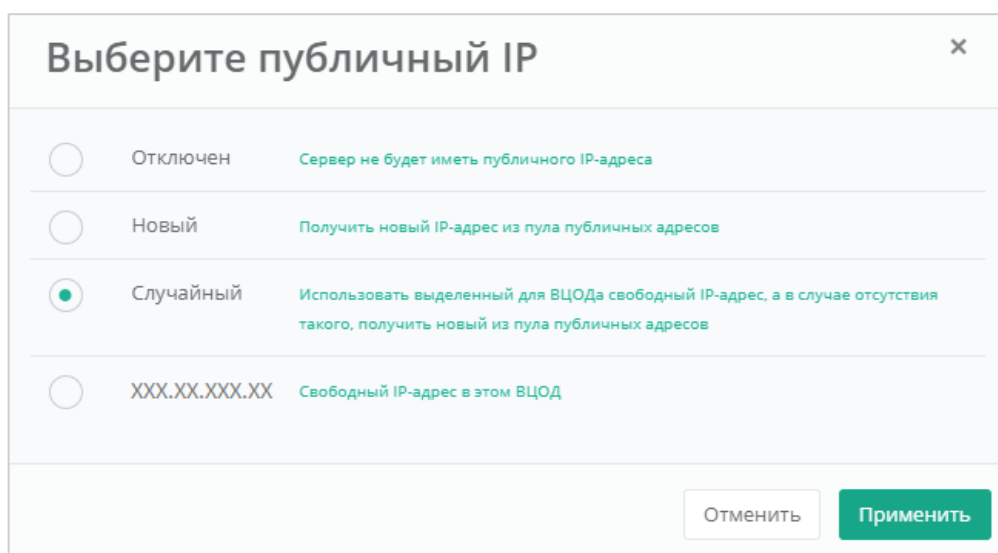 Выберите публичный IP
×
Отключен Сервер не будет иметь публичного IP-адреса
Новый Получить новый IP-адрес из пула публичных адресов
Случайный Использовать выделенный для ВЦОДа свободный IP-адрес, а в случае отсутствия
такого, получить новый из пула публичных адресов
XXX.XX.XXX.XX Свободный IP-адрес в этом ВЦОД
Отменить Применить